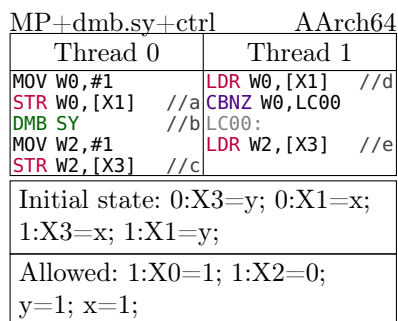 MP+dmb.sy+ctrl AArch64
Thread 0 Thread 1
MOV W0,#1 LDR W0,[X1] //d
STR W0,[X1] //a CBNZ W0,LC00
DMB SY //b LC00:
MOV W2,#1 LDR W2,[X3] //e
STR W2,[X3] //c
Initial state: 0:X3=y; 0:X1=x;
1:X3=x; 1:X1=y;
Allowed: 1:X0=1; 1:X2=0;
y=1; x=1;